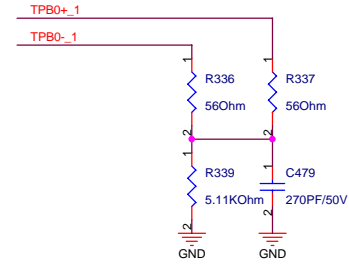 TPB0+_1
TPB0-_1
1 1
R336 R337
56Ohm 56Ohm
2 2
1 1
R339 C479
5.11KOhm 270PF/50V
2 2
GND GND